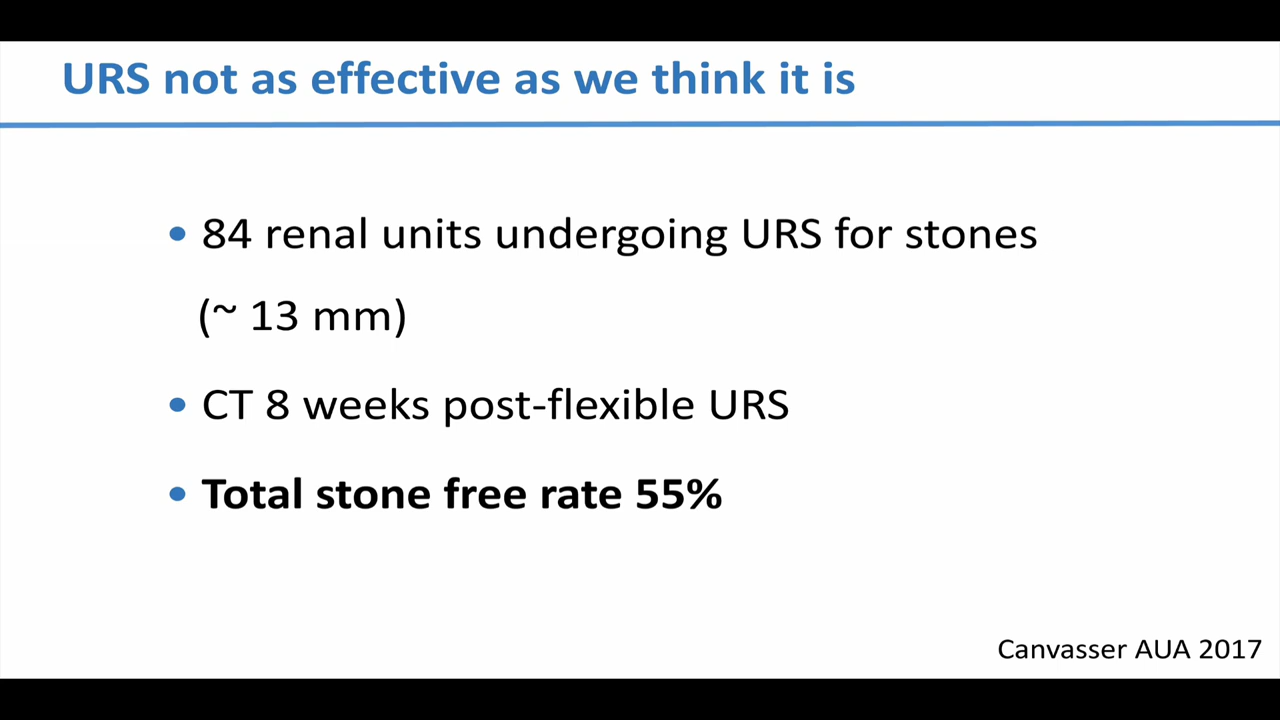 URS not as effective as we think it is
• 84 renal units undergoing URS for stones
(~ 13 mm)
• CT 8 weeks post-flexible URS
• Total stone free rate 55%
Canvasser AUA 2017